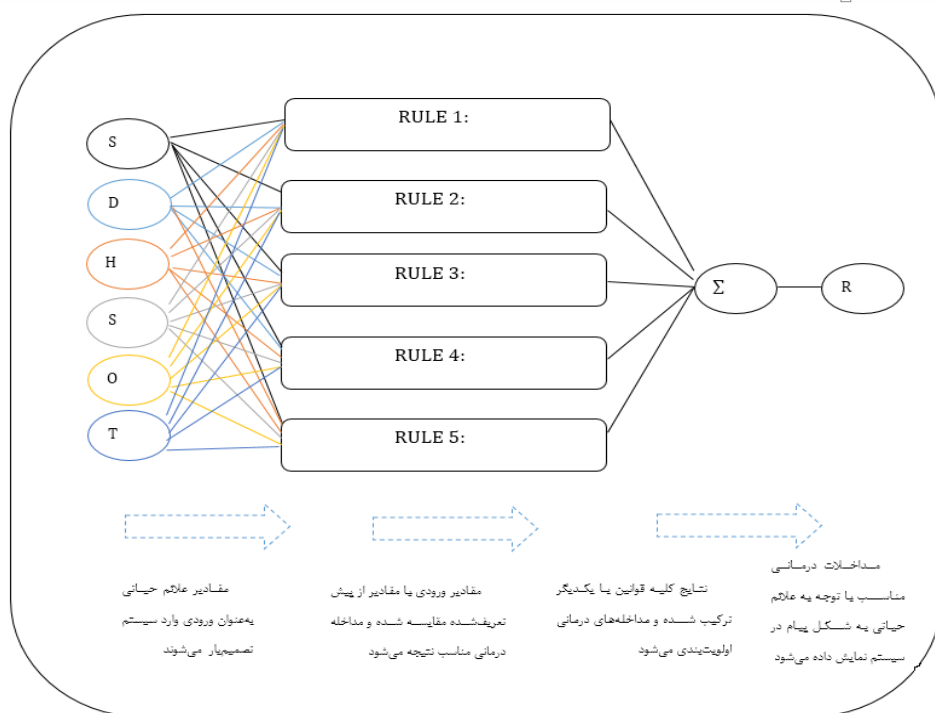 S
D
H
S
O
T
RULE 1:
RULE 2:
RULE 3:
RULE 4:
RULE 5:
Σ
R
مقادیر علائم حیاتی
به‌عنوان ورودی وارد سیستم
تصمیم‌یار می‌شوند
مقادیر ورودی با مقادیر از پیش
تعریف‌شده مقایسه شده و مداخله
درمانی مناسب نتیجه می‌شود
نتایج کلیه قوانین با یکدیگر
ترکیب شده و مداخله‌های درمانی
اولویت‌بندی می‌شود
مداخلات درمانی
مناسب با توجه به علائم
حیاتی به شکل پیام در
سیستم نمایش داده می‌شود